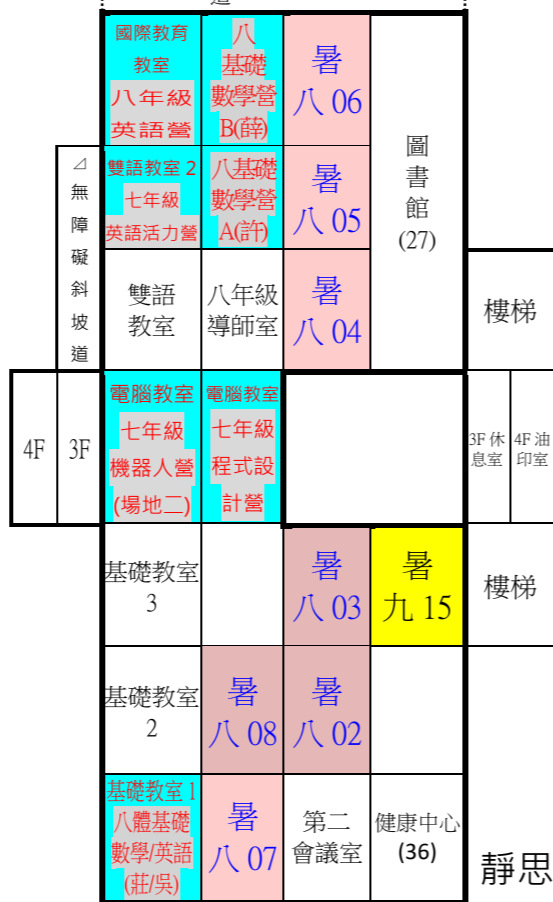 道
國際教育
教室
八年級
英語營
八
基礎
數學營
B(薛)
暑
八 06
圖
書
館
(27)
⊿
無
障
礙
斜
坡
道
雙語教室 2
七年級
英語活力營
八基礎
數學營
A(許)
暑
八 05
雙語
教室
八年級
導師室
暑
八 04
樓梯
4F
3F
電腦教室
七年級
機器人營
(場地二)
電腦教室
七年級
程式設
計營
3F 休
息室
4F 油
印室
基礎教室
3
暑
八 03
暑
九 15
樓梯
基礎教室
2
暑
八 08
暑
八 02
基礎教室 1
八體基礎
數學/英語
(莊/吳)
暑
八 07
第二
會議室
健康中心
(36)
靜思